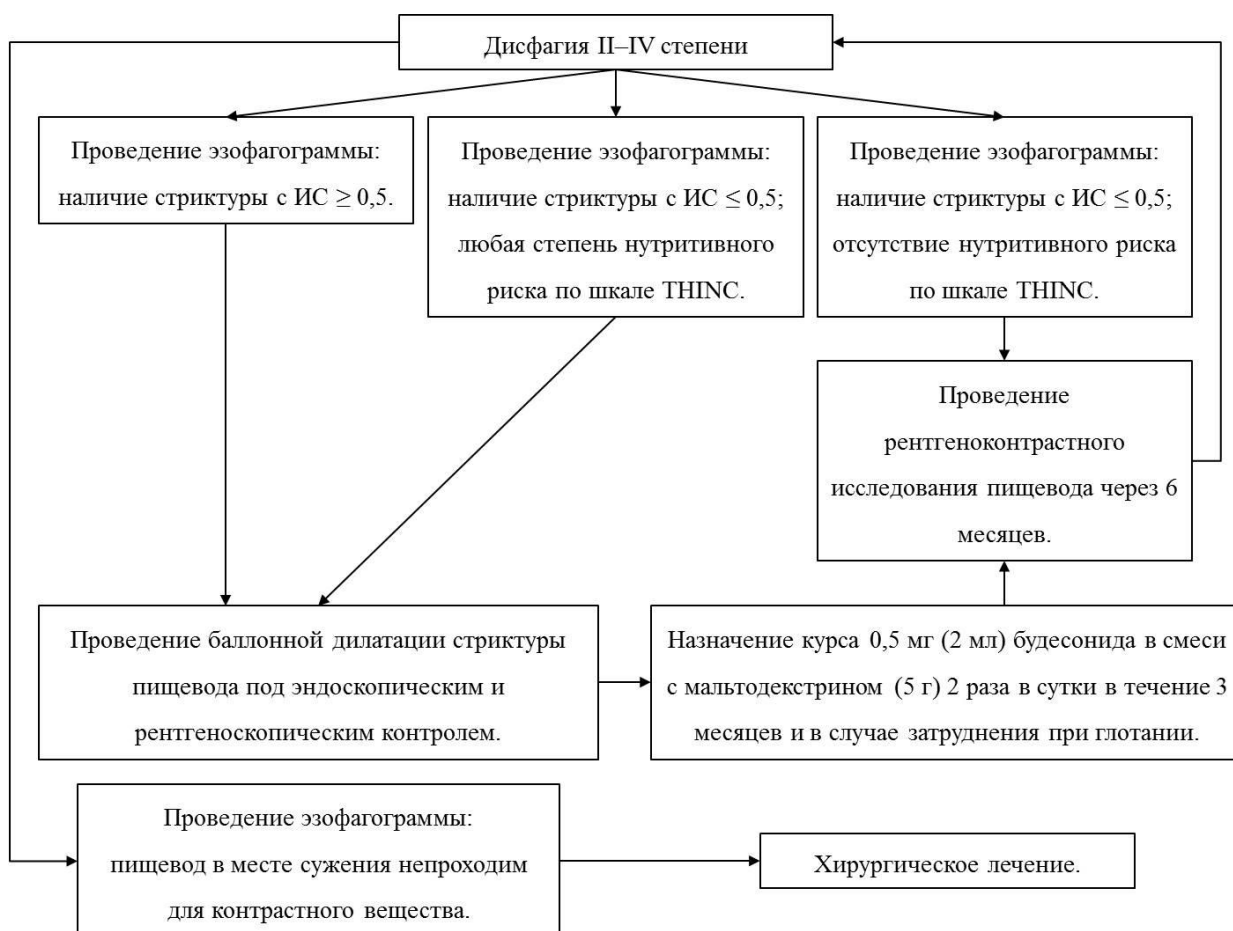 Дисфагия II–IV степени
Проведение эзофагограммы:
наличие стриктуры с ИС ≥ 0,5.
Проведение эзофагограммы:
наличие стриктуры с ИС ≤ 0,5;
любая степень нутритивного
риска по шкале THINC.
Проведение эзофагограммы:
наличие стриктуры с ИС ≤ 0,5;
отсутствие нутритивного риска
по шкале THINC.
Проведение
рентгеноконтрастного
исследования пищевода через 6
месяцев.
Проведение баллонной дилатации стриктуры
пищевода под эндоскопическим и
рентгеноскопическим контролем.
Назначение курса 0,5 мг (2 мл) будесонида в смеси
с мальтодекстрином (5 г) 2 раза в сутки в течение 3
месяцев и в случае затруднения при глотании.
Проведение эзофагограммы:
пищевод в месте сужения непроходим
для контрастного вещества.
Хирургическое лечение.